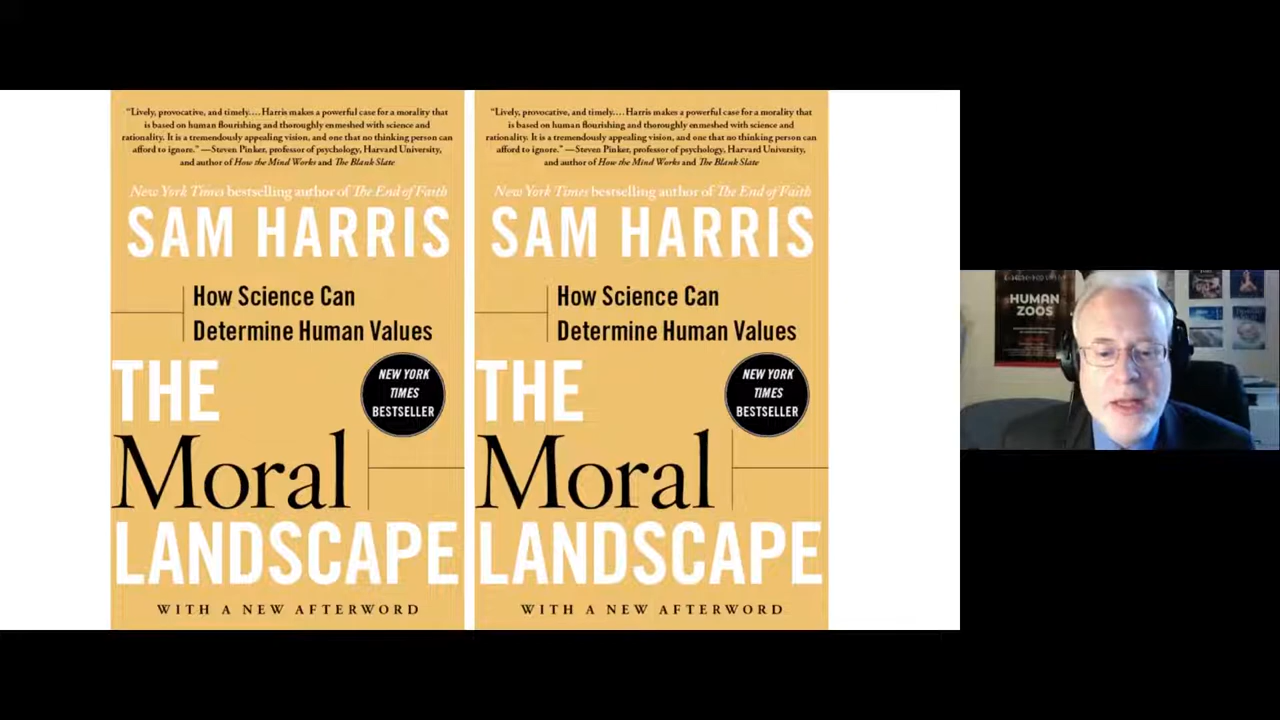 "Lively, provocative, and timely.... Harris makes a powerful case for a morality that
is based on human flourishing and thoroughly enmeshed with science and
rationality. It is a tremendously appealing vision, and one that no thinking person can
afford to ignore." —Steven Pinker, professor of psychology, Harvard University,
and author of How the Mind Works and The Blank Slate
New York Times bestselling author of The End of Faith
SAM HARRIS
How Science Can
Determine Human Values
THE
NEW YORK
TIMES
BESTSELLER
Moral
LANDSCAPE
WITH A NEW AFTERWORD
"Lively, provocative, and timely.... Harris makes a powerful case for a morality that
is based on human flourishing and thoroughly enmeshed with science and
rationality. It is a tremendously appealing vision, and one that no thinking person can
afford to ignore." —Steven Pinker, professor of psychology, Harvard University,
and author of How the Mind Works and The Blank Slate
New York Times bestselling author of The End of Faith
SAM HARRIS
How Science Can
Determine Human Values
THE
NEW YORK
TIMES
BESTSELLER
Moral
LANDSCAPE
WITH A NEW AFTERWORD
HUMAN
ZOOS